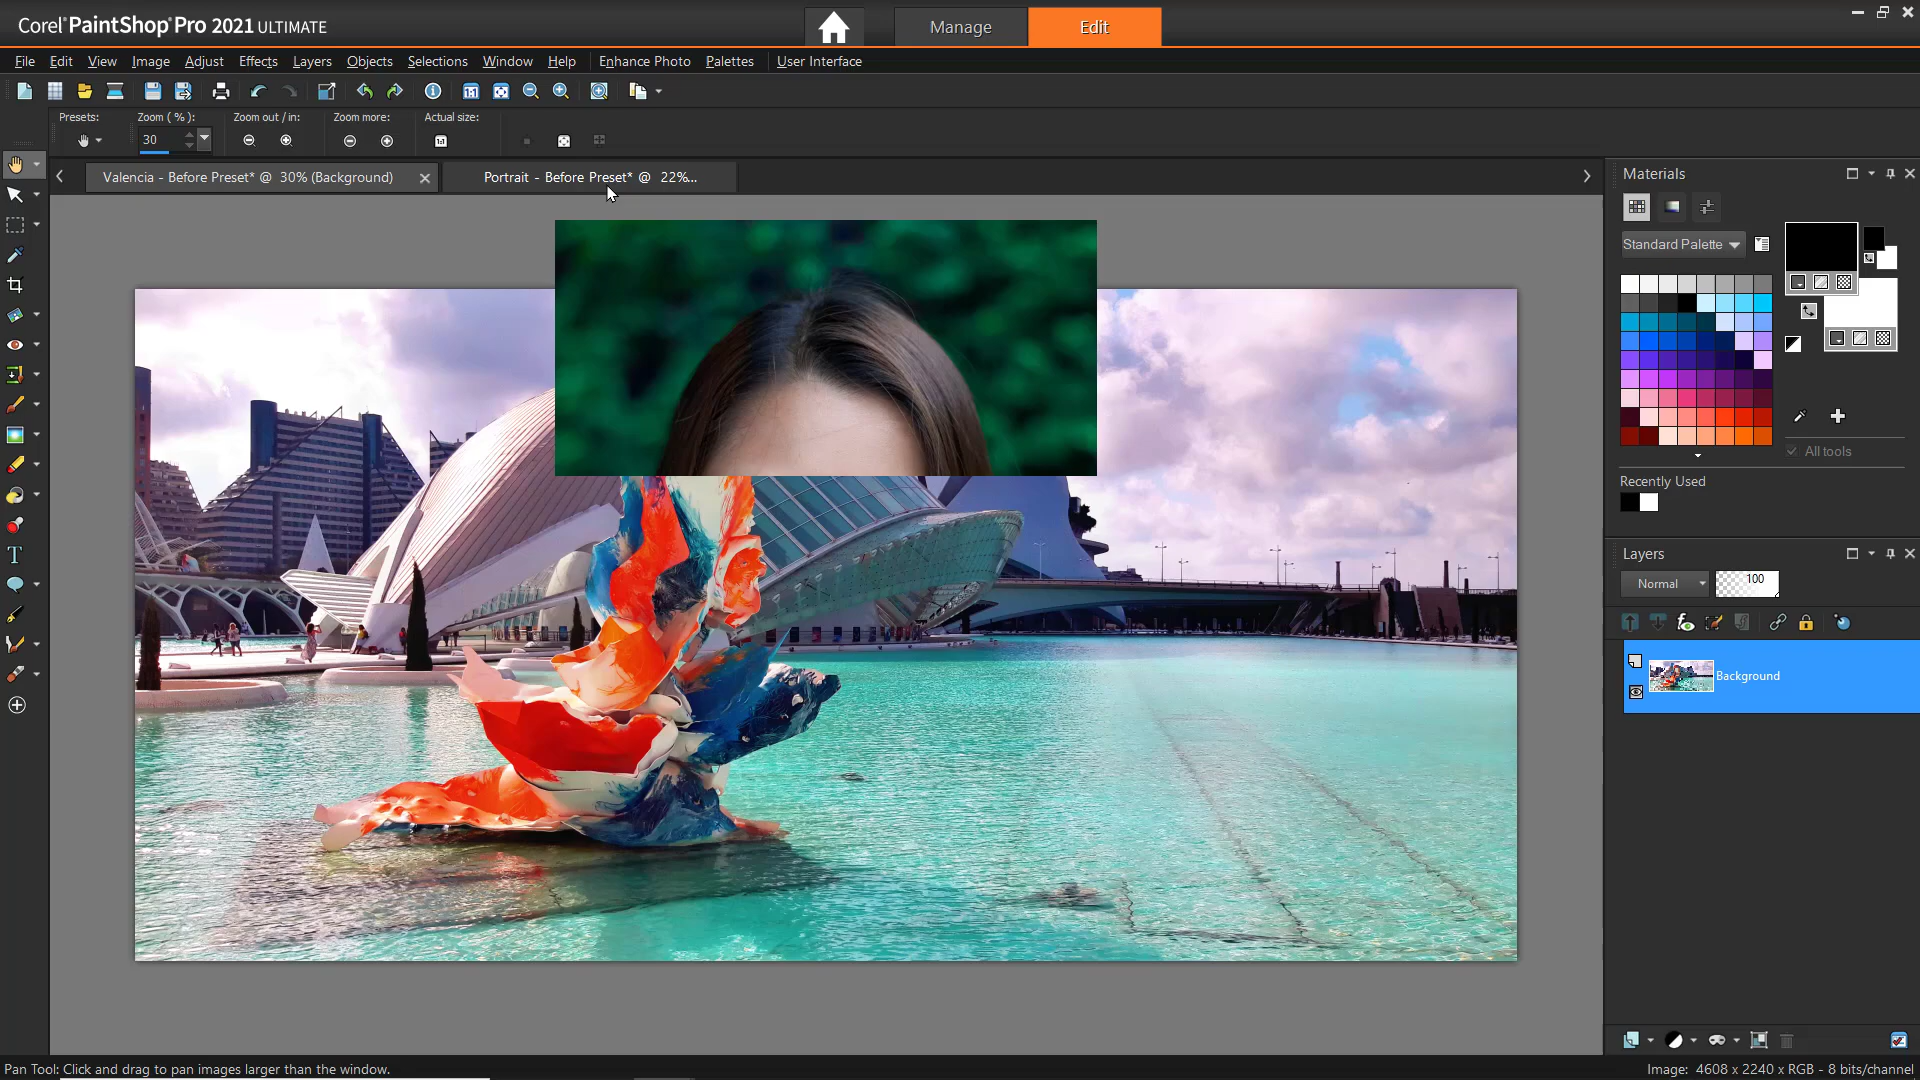 Corel® PaintShop® Pro 2021 ULTIMATE
Manage
Edit
File Edit View Image Adjust Effects Layers Objects Selections Window Help Enhance Photo Palettes User Interface
Presets: Zoom ( % ): Zoom out / in: Zoom more: Actual size:
30
Valencia - Before Preset* @ 30% (Background)
Portrait - Before Preset* @ 22%...
Materials
Standard Palette
All tools
Recently Used
Layers
Normal
100
Background
Pan Tool: Click and drag to pan images larger than the window.
Image: 4608 x 2240 x RGB - 8 bits/channel